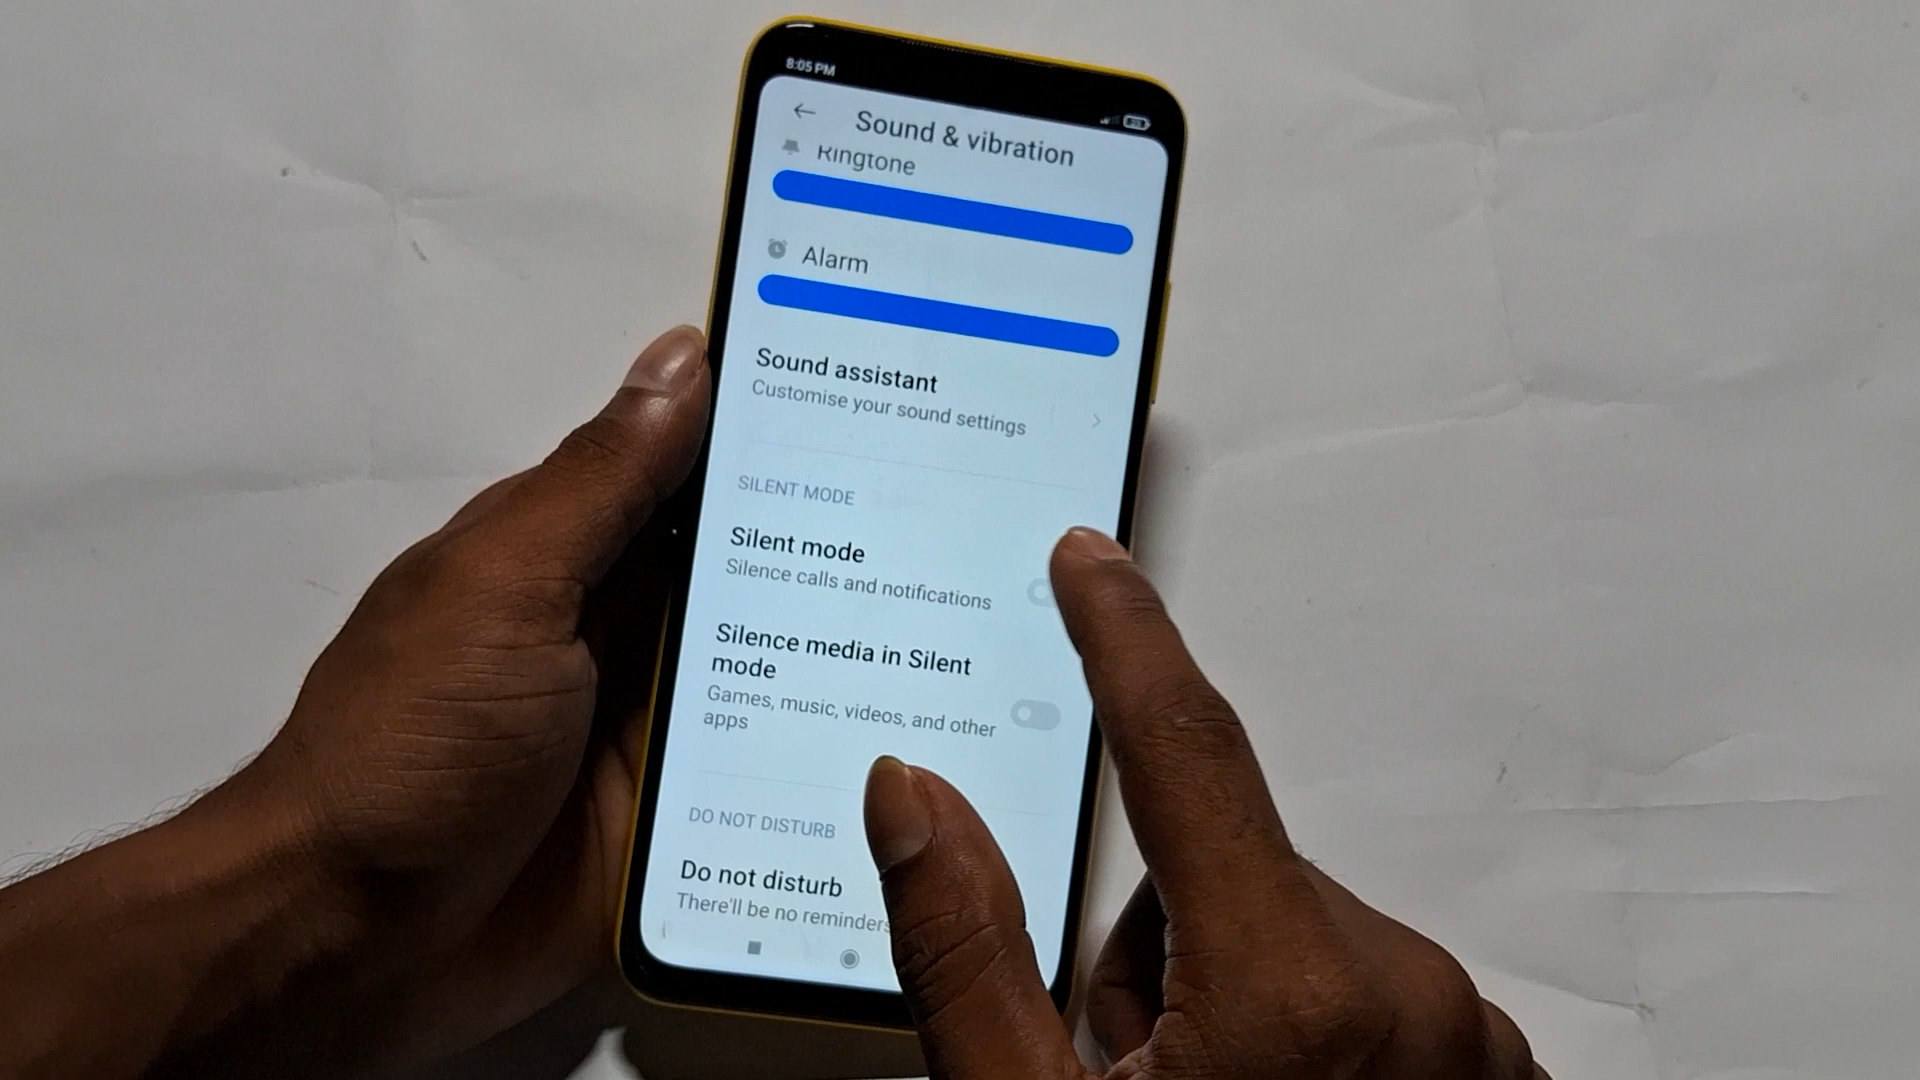 8:05 PM
Sound & vibration
Ringtone
Alarm
Sound assistant
Customise your sound settings
SILENT MODE
Silent mode
Silence calls and notifications
Silence media in Silent
mode
Games, music, videos, and other
apps
DO NOT DISTURB
Do not disturb
There'll be no reminders